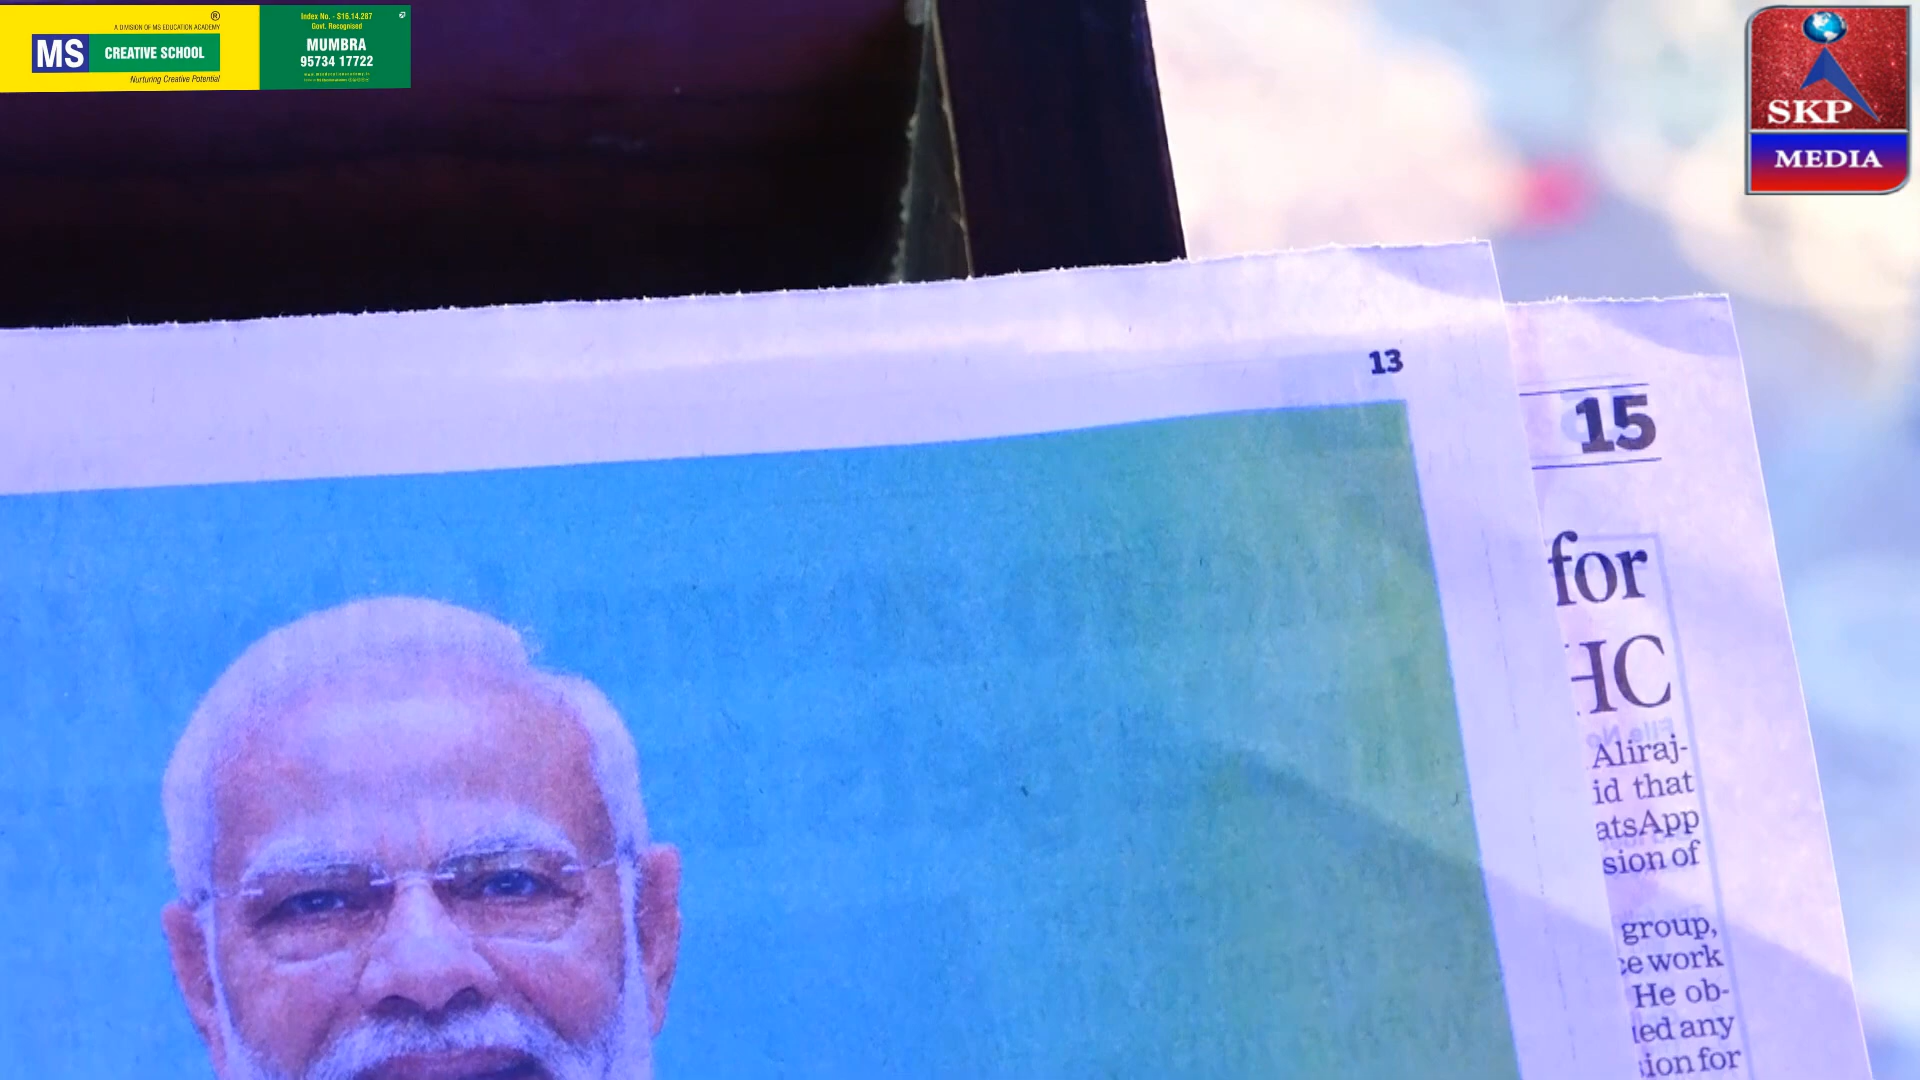 ®
A DIVISION OF MS EDUCATION ACADEMY
MS CREATIVE SCHOOL
Nurturing Creative Potential
Index No. - S16.14.287
Govt. Recognised
MUMBRA
95734 17722
SKP
MEDIA
13
15
for
HC
Aliraj-
id that
atsApp
sion of
group,
e work
He ob-
ted any
sion for